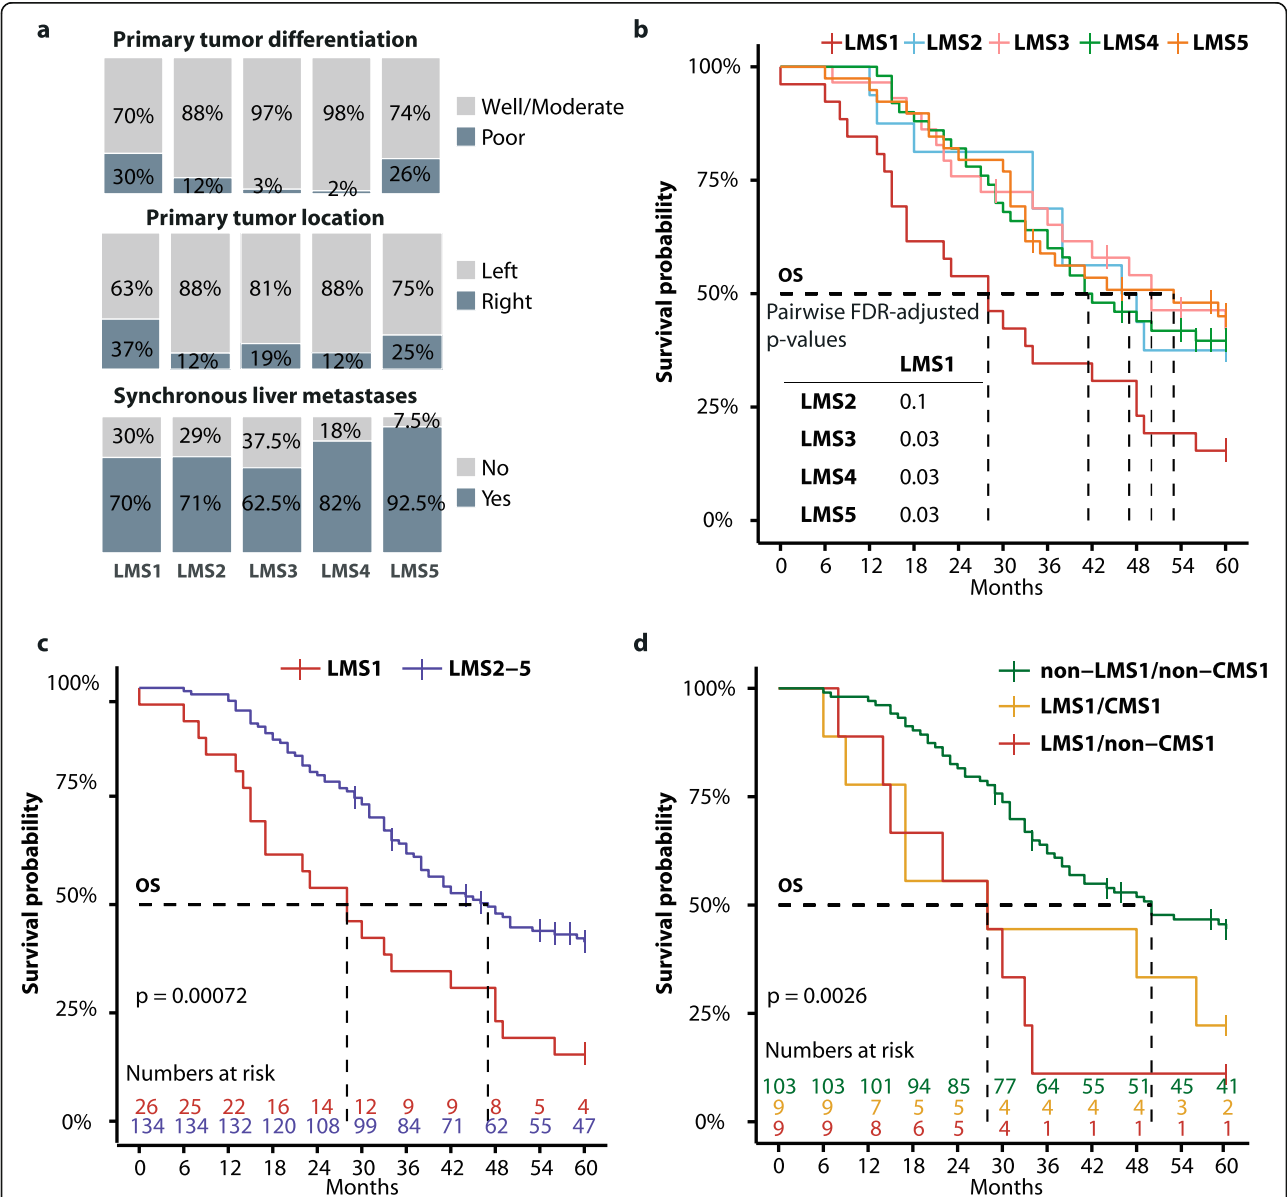 a
Primary tumor differentiation
70% 88% 97% 98% 74%
30% 12% 3% 2% 26%
Well/Moderate
Poor
Primary tumor location
63% 88% 81% 88% 75%
37% 12% 19% 12% 25%
Left
Right
Synchronous liver metastases
30% 29% 37.5% 18% 7.5%
70% 71% 62.5% 82% 92.5%
No
Yes
LMS1 LMS2 LMS3 LMS4 LMS5
b
LMS1 LMS2 LMS3 LMS4 LMS5
Survival probability
100%
75%
50%
25%
0%
OS
Pairwise FDR-adjusted
p-values
LMS1
LMS2 0.1
LMS3 0.03
LMS4 0.03
LMS5 0.03
0 6 12 18 24 30 36 42 48 54 60
Months
c
LMS1 LMS2–5
Survival probability
100%
75%
50%
25%
0%
OS
p = 0.00072
Numbers at risk
26 25 22 16 14 12 9 9 8 5 4
134 134 132 120 108 99 84 71 62 55 47
0 6 12 18 24 30 36 42 48 54 60
Months
d
non–LMS1/non–CMS1
LMS1/CMS1
LMS1/non–CMS1
Survival probability
100%
75%
50%
25%
0%
OS
p = 0.0026
Numbers at risk
103 103 101 94 85 77 64 55 51 45 41
9 9 7 5 5 4 4 4 4 3 2
9 9 8 6 5 4 1 1 1 1 1
0 6 12 18 24 30 36 42 48 54 60
Months